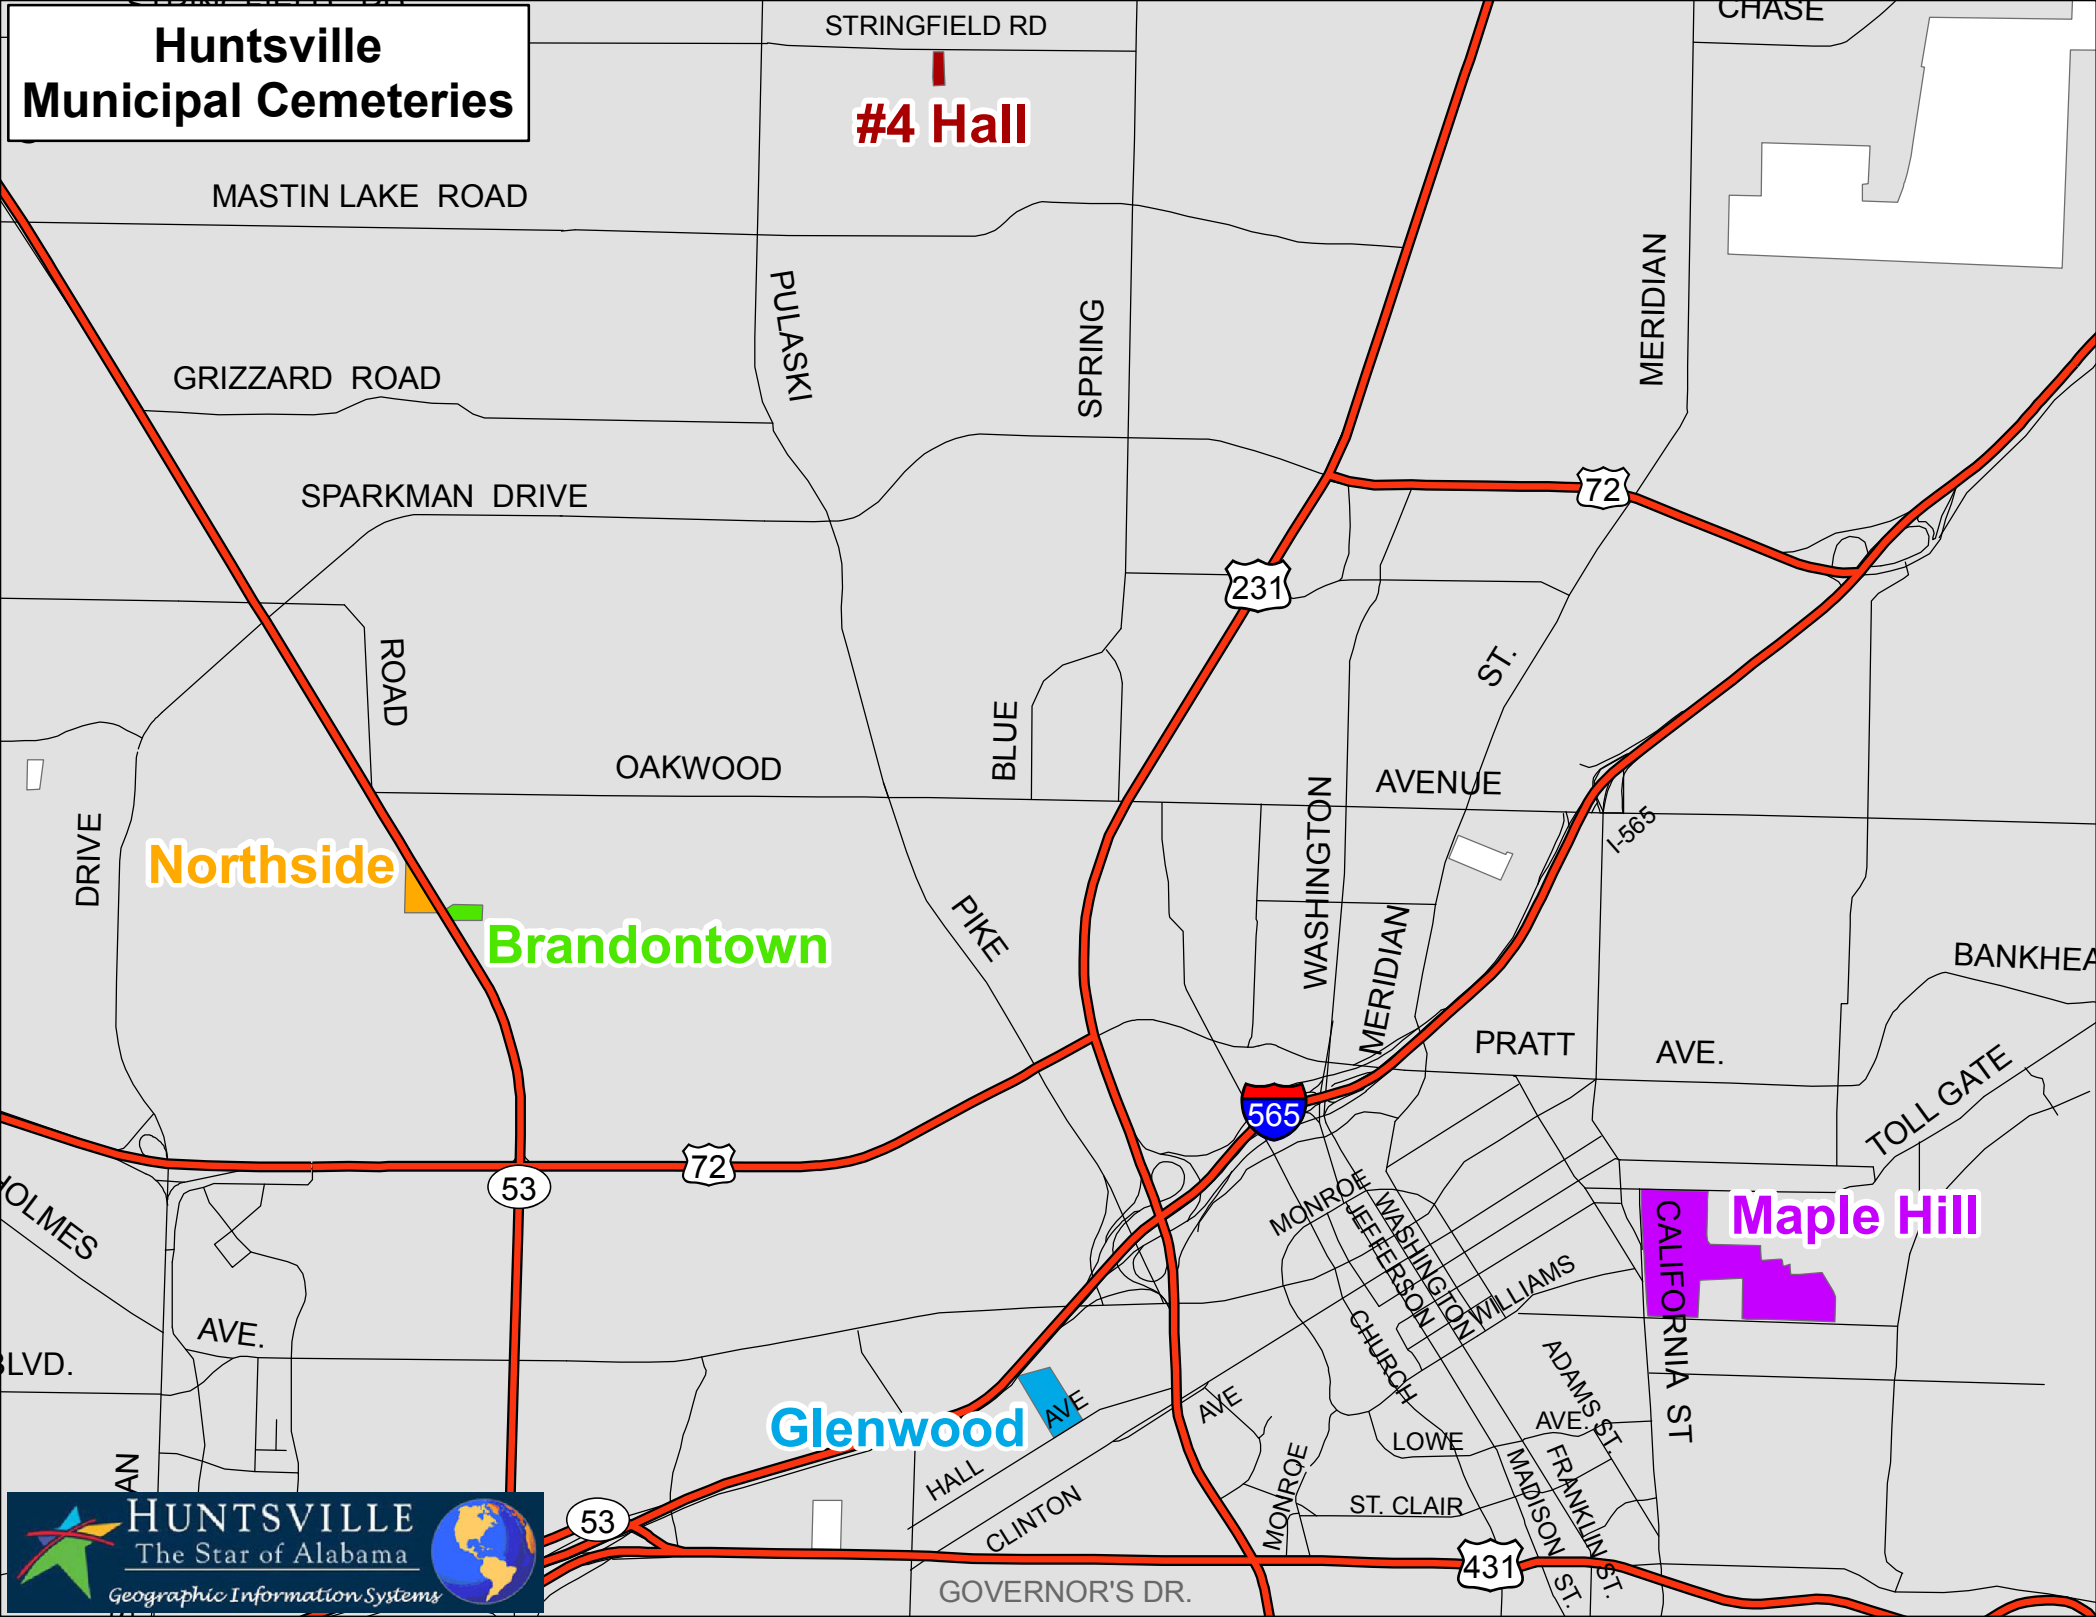 Huntsville
Municipal Cemeteries
STRINGFIELD RD
CHASE
#4 Hall
MASTIN LAKE ROAD
PULASKI
SPRING
MERIDIAN
GRIZZARD ROAD
SPARKMAN DRIVE
72
231
ROAD
ST.
BLUE
OAKWOOD
AVENUE
WASHINGTON
I-565
DRIVE
Northside
Brandontown
PIKE
MERIDIAN
BANKHEA
PRATT
AVE.
TOLL GATE
565
72
53
HOLMES
MONROE
JEFFERSON
WASHINGTON
CALIFORNIA ST
Maple Hill
WILLIAMS
AVE.
BLVD.
CHURCH
ADAMS ST.
Glenwood
AVE
AVE
AVE.
LOWE
HALL
CLINTON
MONROE
ST. CLAIR
MADISON ST.
FRANKLIN ST.
53
431
GOVERNOR'S DR.
HUNTSVILLE
The Star of Alabama
Geographic Information Systems